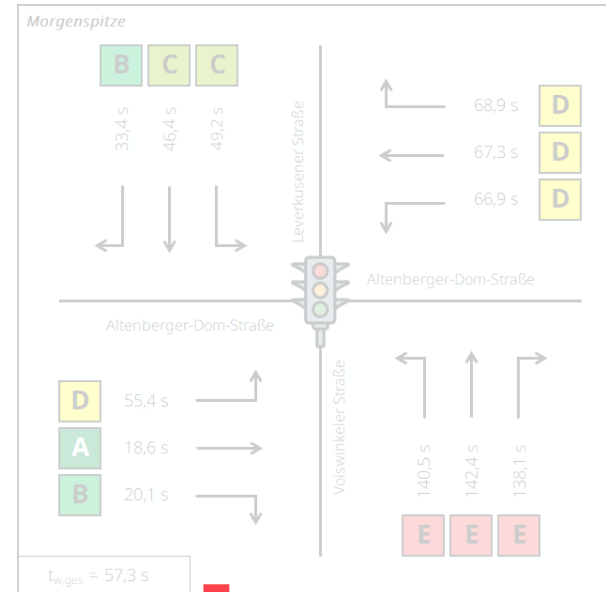 Morgenspitze
B C C
33,4 s
46,4 s
49,2 s
Leverkusener Straße
68,9 s D
67,3 s D
66,9 s D
Altenberger-Dom-Straße
Altenberger-Dom-Straße
D 55,4 s
A 18,6 s
B 20,1 s
Voiswinkeler Straße
140,5 s
142,4 s
138,1 s
E E E
tw,ges = 57,3 s